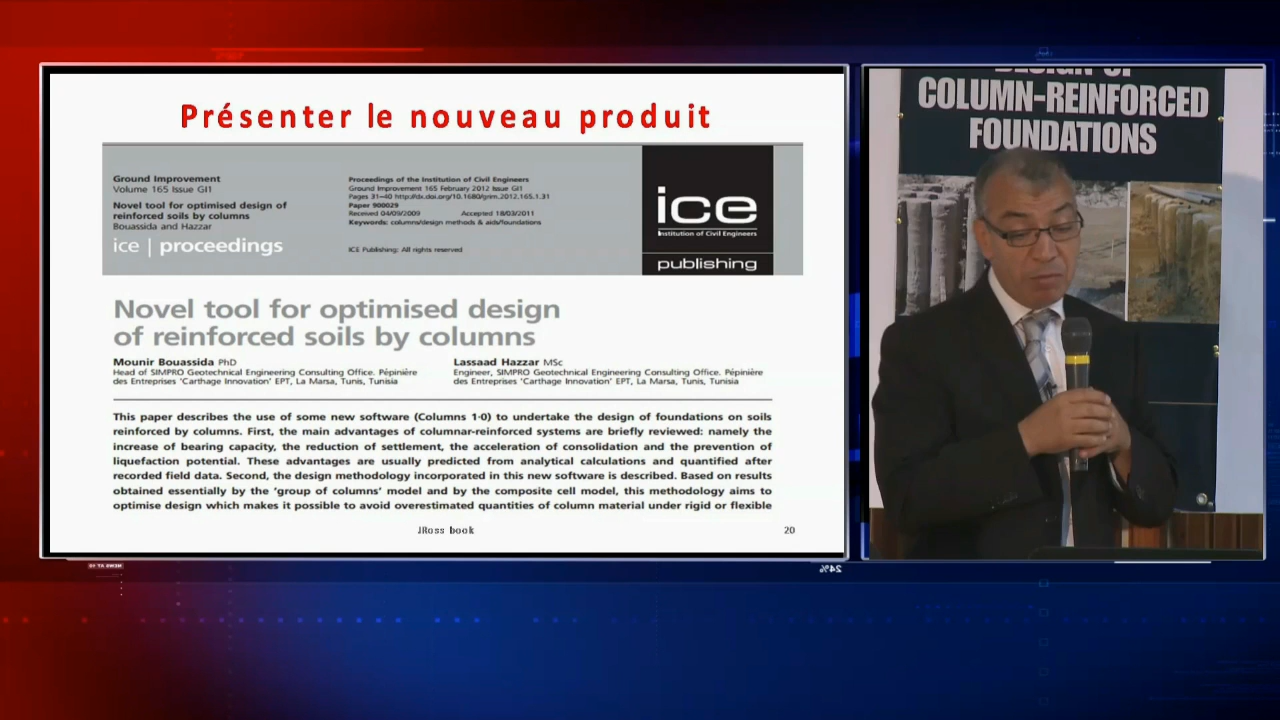 Présenter le nouveau produit
Ground Improvement
Volume 165 Issue GI1
Novel tool for optimised design of
reinforced soils by columns
Bouassida and Hazzar
ice | proceedings
Proceedings of the Institution of Civil Engineers
Ground Improvement 165 February 2012 Issue GI1
Pages 31–40 http://dx.doi.org/10.1680/grim.2012.165.1.31
Paper 900029
Received 04/09/2009 Accepted 18/03/2011
Keywords: columns/design methods & aids/foundations
ICE Publishing: All rights reserved
ice
Institution of Civil Engineers
publishing
Novel tool for optimised design
of reinforced soils by columns
Mounir Bouassida PhD
Head of SIMPRO Geotechnical Engineering Consulting Office. Pépinière
des Entreprises 'Carthage Innovation' EPT, La Marsa, Tunis, Tunisia
Lassaad Hazzar MSc
Engineer, SIMPRO Geotechnical Engineering Consulting Office. Pépinière
des Entreprises 'Carthage Innovation' EPT, La Marsa, Tunis, Tunisia
This paper describes the use of some new software (Columns 1·0) to undertake the design of foundations on soils
reinforced by columns. First, the main advantages of columnar-reinforced systems are briefly reviewed: namely the
increase of bearing capacity, the reduction of settlement, the acceleration of consolidation and the prevention of
liquefaction potential. These advantages are usually predicted from analytical calculations and quantified after
recorded field data. Second, the design methodology incorporated in this new software is described. Based on results
obtained essentially by the 'group of columns' model and by the composite cell model, this methodology aims to
optimise design which makes it possible to avoid overestimated quantities of column material under rigid or flexible
JRoss book
20
DESIGN OF
COLUMN-REINFORCED
FOUNDATIONS
24%